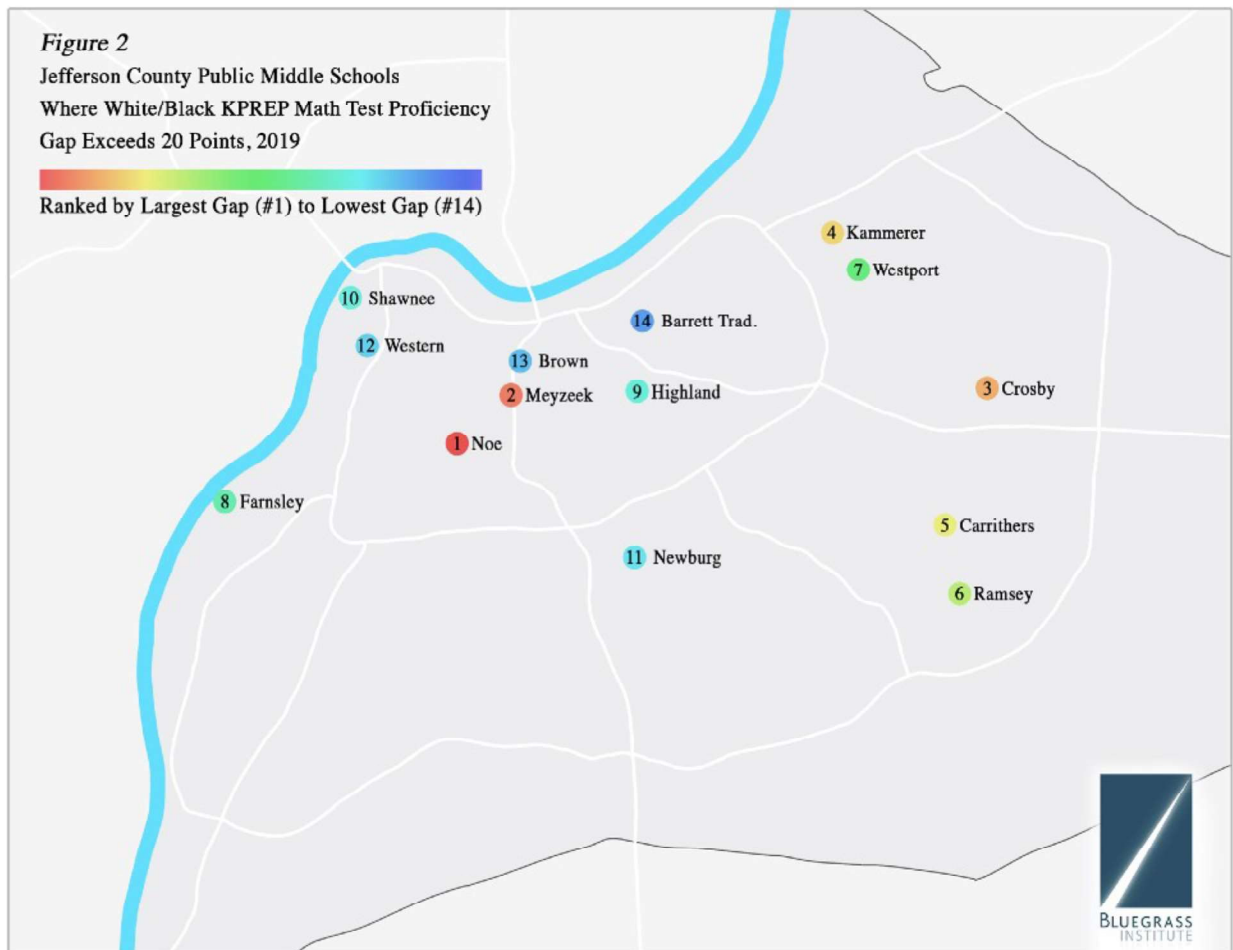 Figure 2
Jefferson County Public Middle Schools
Where White/Black KPREP Math Test Proficiency
Gap Exceeds 20 Points, 2019
Ranked by Largest Gap (#1) to Lowest Gap (#14)
4 Kammerer
7 Westport
10 Shawnee
14 Barrett Trad.
12 Western
13 Brown
2 Meyzeek
9 Highland
3 Crosby
1 Noe
8 Farnsley
5 Carrithers
11 Newburg
6 Ramsey
BLUEGRASS
INSTITUTE